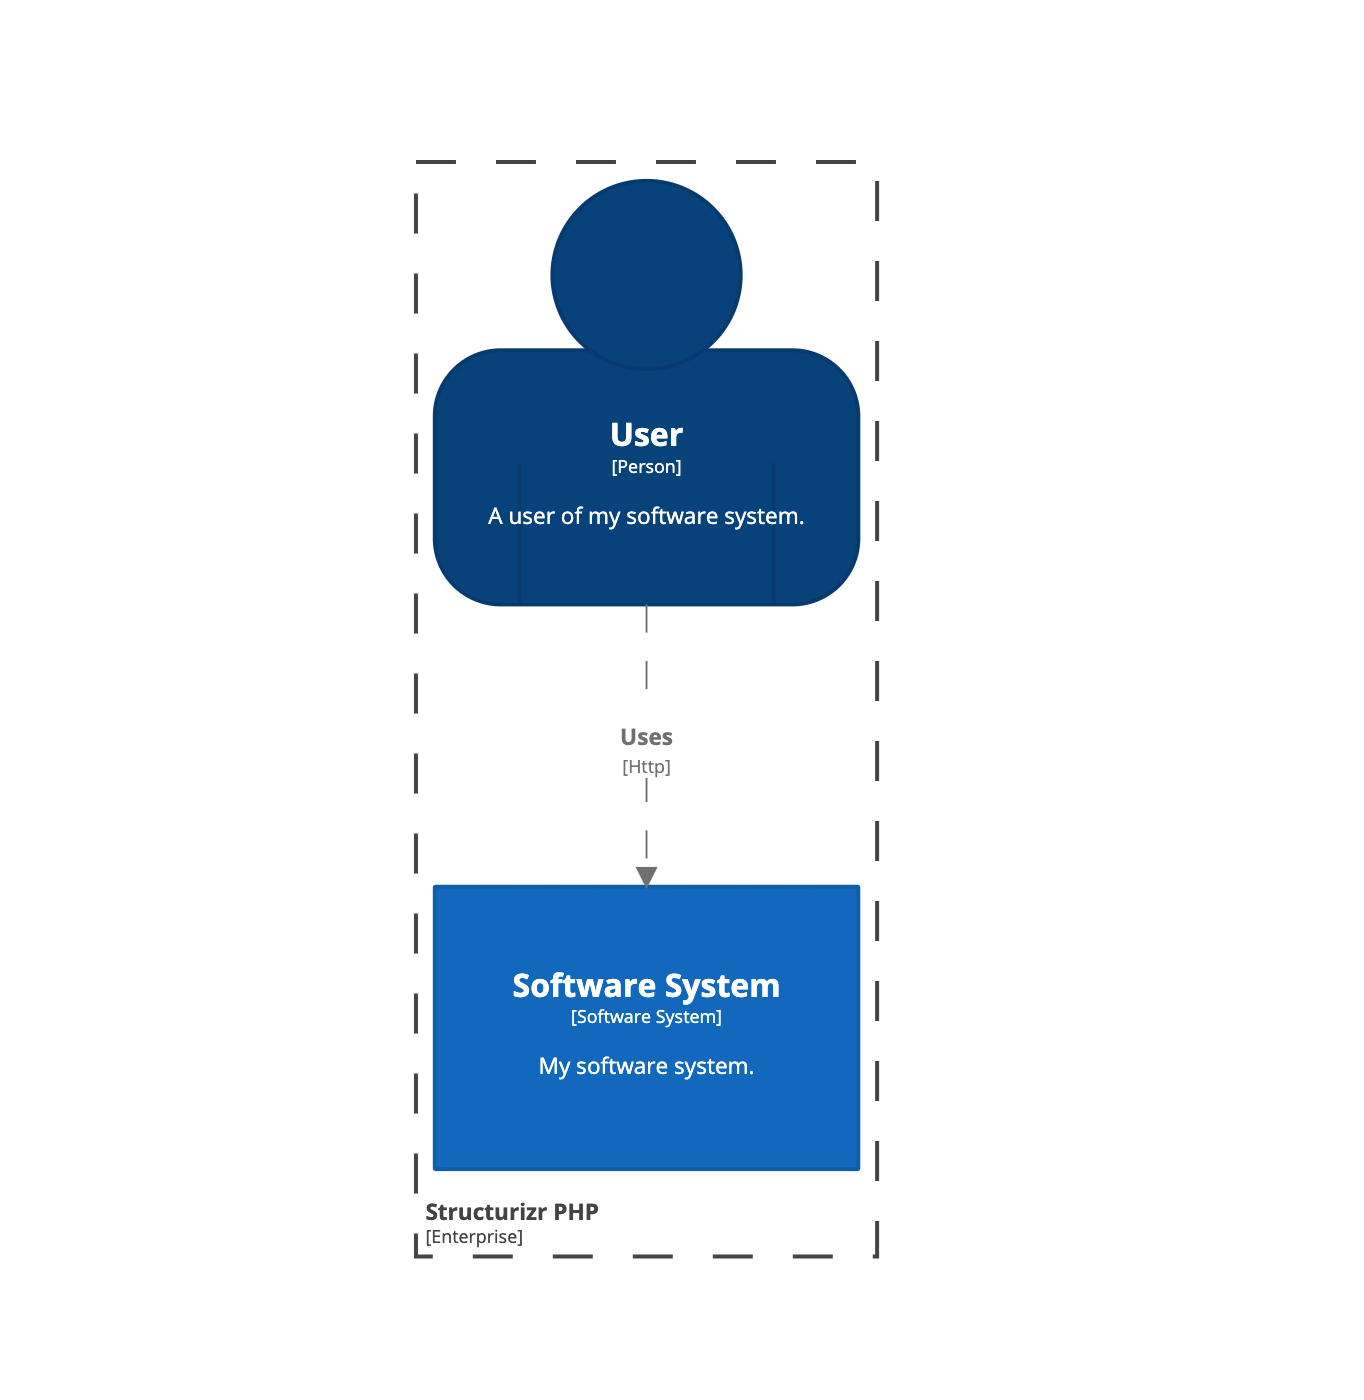 User
[Person]
A user of my software system.
Uses
[Http]
Software System
[Software System]
My software system.
Structurizr PHP
[Enterprise]